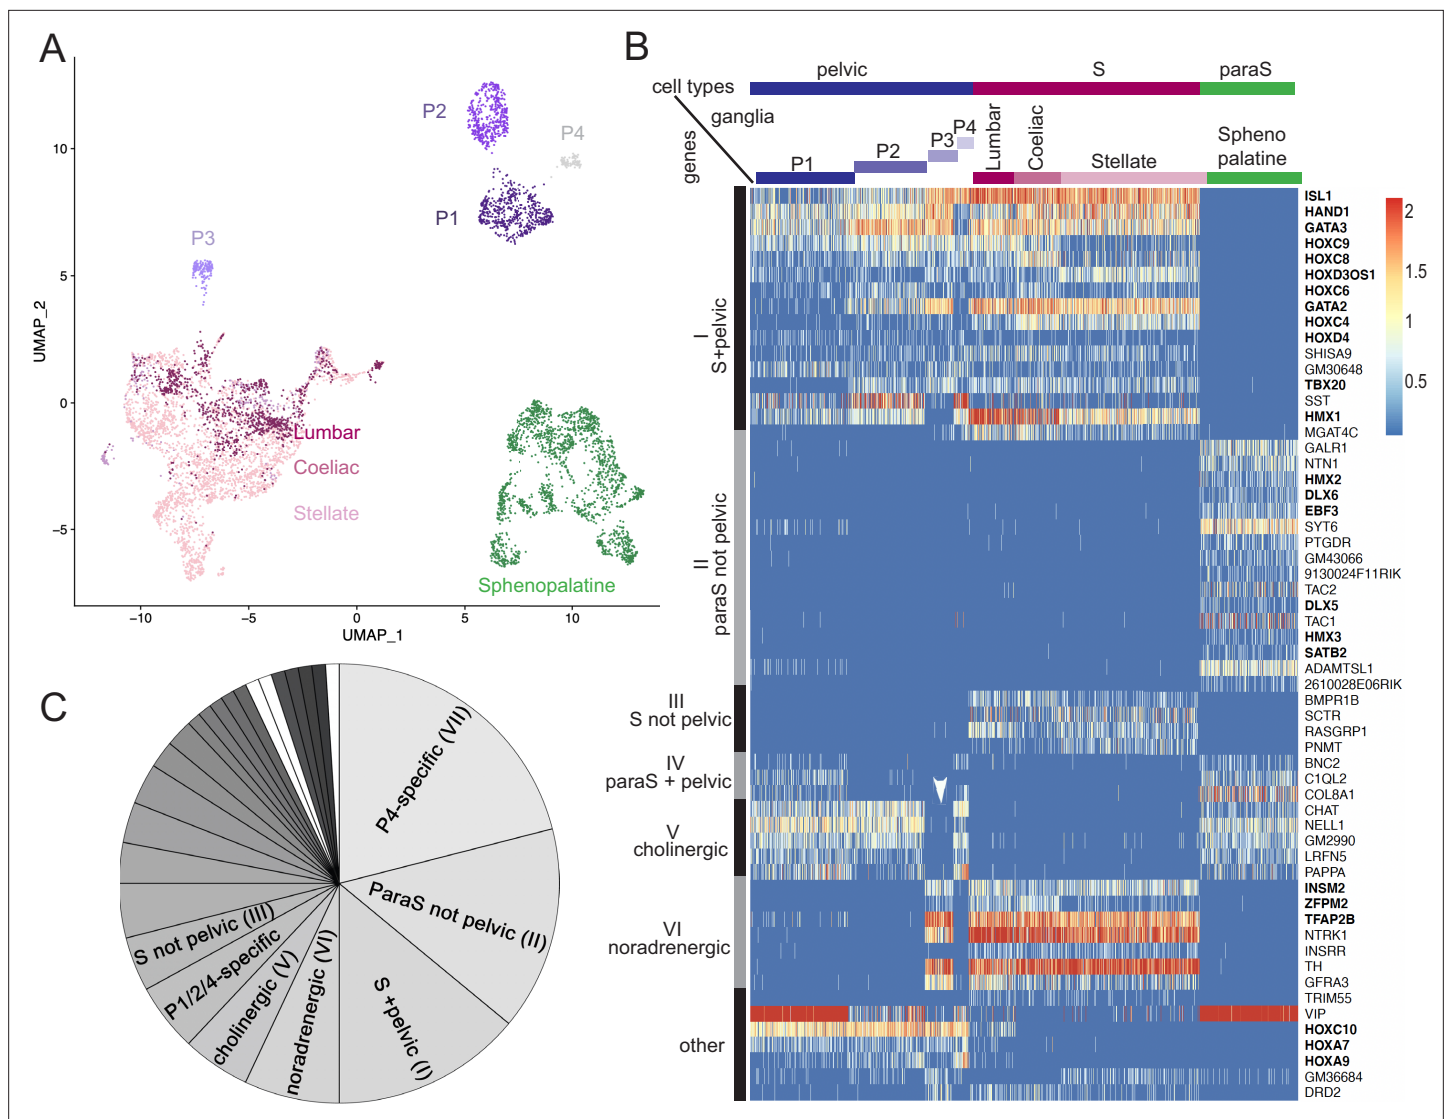 A
P2
P4
P1
P3
Lumbar
Coeliac
Stellate
Sphenopalatine
10
5
0
−5
UMAP_2
−10
−5
0
5
10
UMAP_1
B
pelvic
S
paraS
cell types
ganglia
genes
P1
P2
P3
P4
Lumbar
Coeliac
Stellate
Spheno
palatine
I
S+pelvic
II
paraS not pelvic
III
S not pelvic
IV
paraS + pelvic
V
cholinergic
VI
noradrenergic
other
ISL1
HAND1
GATA3
HOXC9
HOXC8
HOXD3OS1
HOXC6
GATA2
HOXC4
HOXD4
SHISA9
GM30648
TBX20
SST
HMX1
MGAT4C
GALR1
NTN1
HMX2
DLX6
EBF3
SYT6
PTGDR
GM43066
9130024F11RIK
TAC2
DLX5
TAC1
HMX3
SATB2
ADAMTSL1
2610028E06RIK
BMPR1B
SCTR
RASGRP1
PNMT
BNC2
C1QL2
COL8A1
CHAT
NELL1
GM2990
LRFN5
PAPPA
INSM2
ZFPM2
TFAP2B
NTRK1
INSRR
TH
GFRA3
TRIM55
VIP
HOXC10
HOXA7
HOXA9
GM36684
DRD2
2
1.5
1
0.5
C
P4-specific (VII)
ParaS not pelvic (II)
S +pelvic (I)
noradrenergic (VI)
cholinergic (V)
P1/2/4-specific
S not pelvic (III)